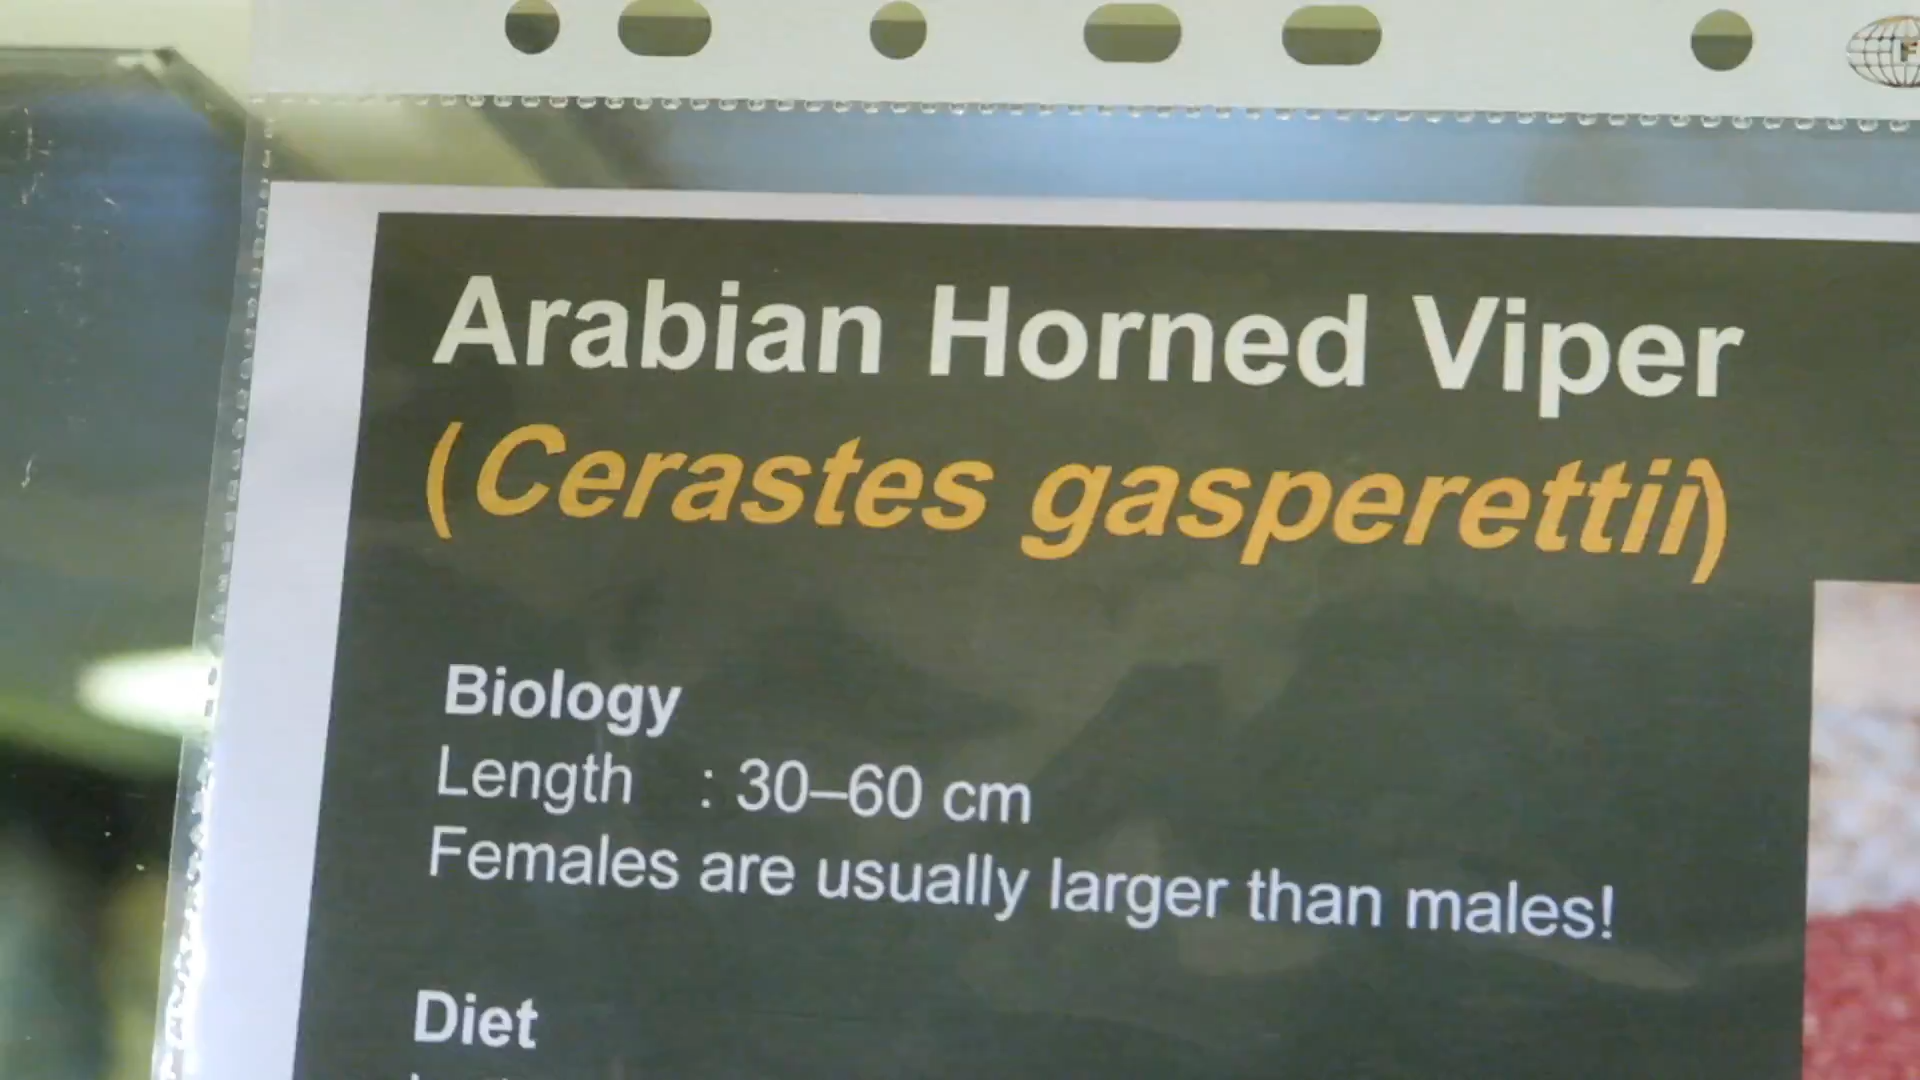 Arabian Horned Viper
(Cerastes gasperettii)
Biology
Length : 30–60 cm
Females are usually larger than males!
Diet